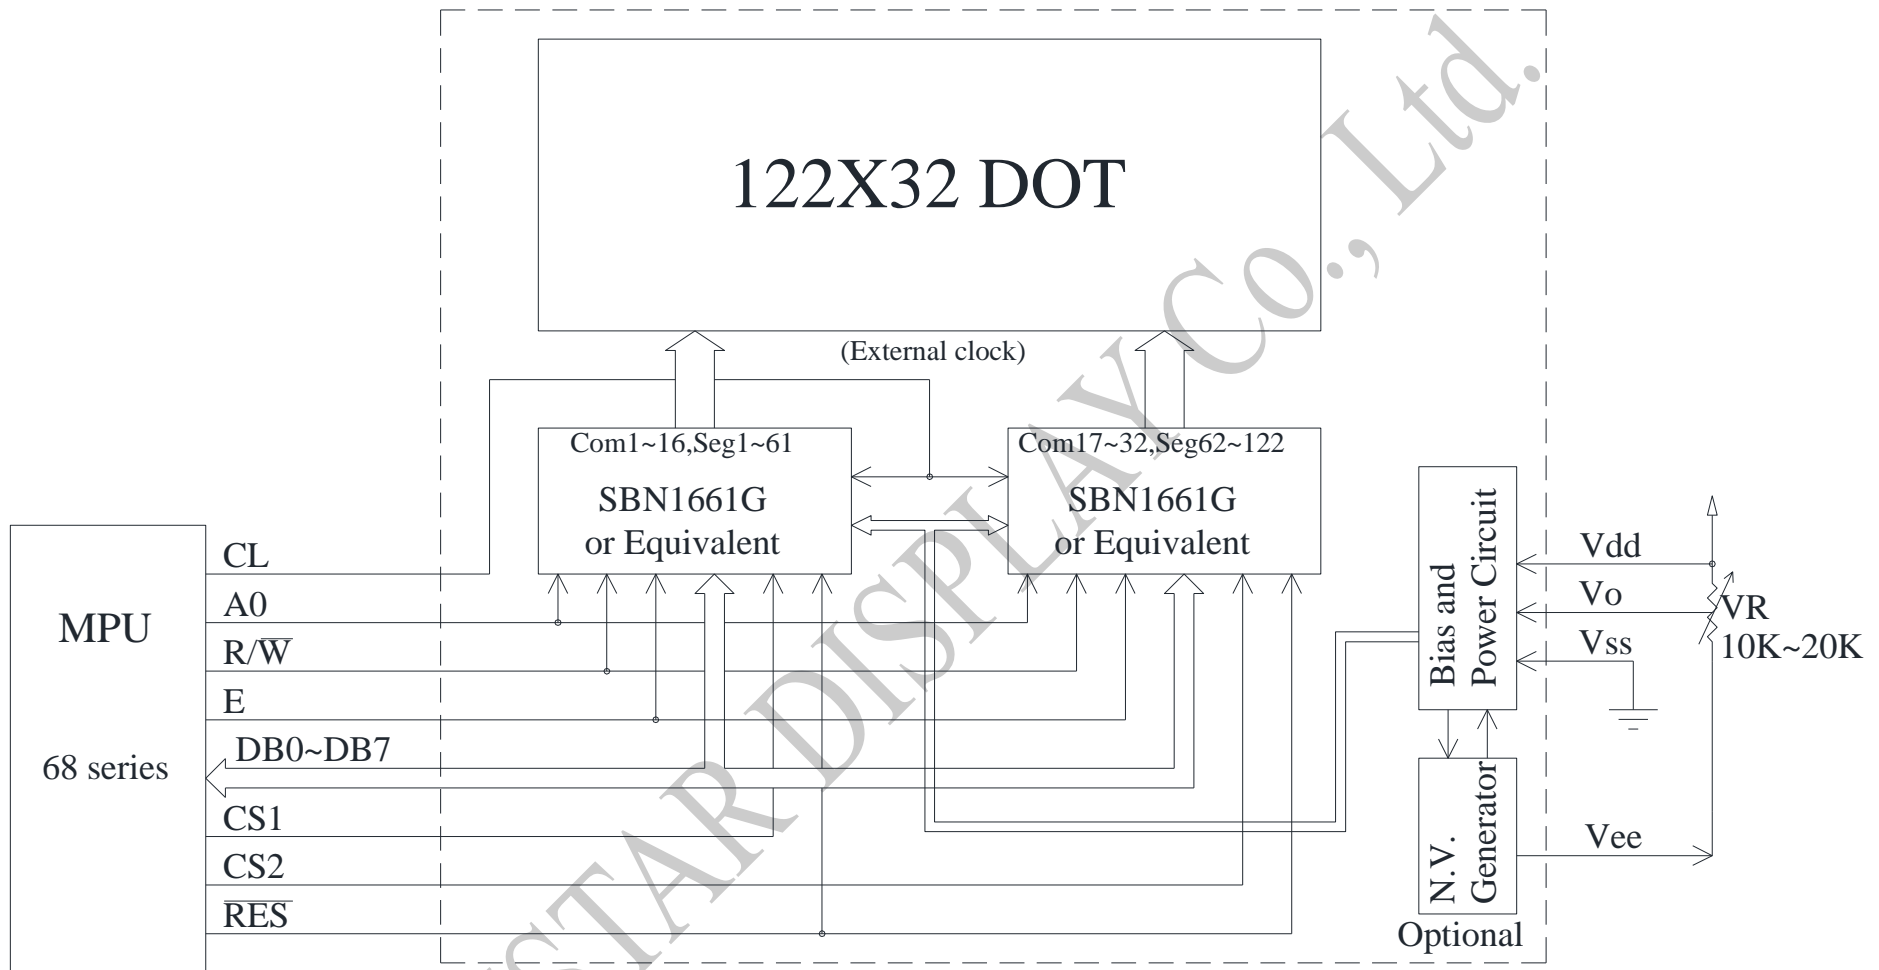 122X32 DOT
(External clock)
Com1~16,Seg1~61
SBN1661G
or Equivalent
Com17~32,Seg62~122
SBN1661G
or Equivalent
MPU
68 series
CL
A0
R/W̅
E
DB0~DB7
CS1
CS2
R̅E̅S̅
Bias and
Power Circuit
Vdd
Vo
Vss
VR
10K~20K
N.V.
Generator
Vee
Optional
STAR DISPLAY Co., Ltd.